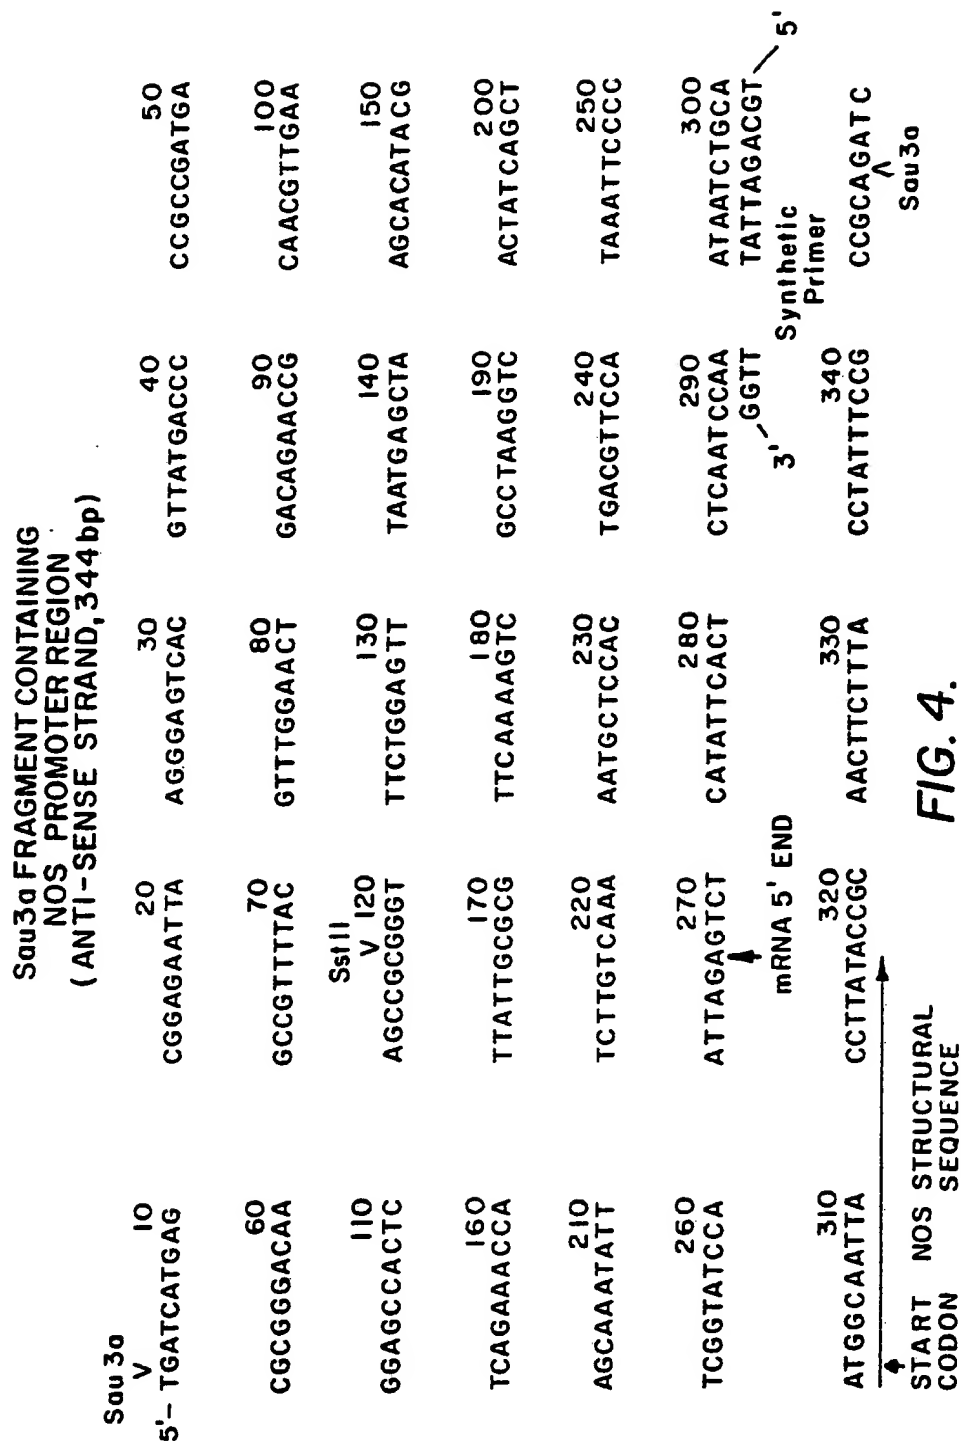 Sau3a FRAGMENT CONTAINING
NOS PROMOTER REGION
(ANTI-SENSE STRAND, 344bp)
Sau 3a
V 10 20 30 40 50
5'- TGATCATGAG CGGAGAATTA AGGGAGTCAC GTTATGACCC CCGCCGATGA
60 70 80 90 100
CGCGGGACAA GCCGTTTTAC GTTTGGAACT GACAGAACCG CAACGTTGAA
SstII
110 V 120 130 140 150
GGAGCCACTC AGCCGCGGGT TTCTGGAGTT TAATGAGCTA AGCACATACG
160 170 180 190 200
TCAGAAACCA TTATTGCGCG TTCAAAAGTC GCCTAAGGTC ACTATCAGCT
210 220 230 240 250
AGCAAATATT TCTTGTCAAA AATGCTCCAC TGACGTTCCA TAAATTCCCC
260 270 280 290 300
TCGGTATCCA ATTAGAGTCT CATATTCACT CTCAATCCAA ATAATCTGCA
GGTT TATTAGACGT
3' 5'
mRNA 5' END
Synthetic
Primer
310 320 330 340
ATGGCAATTA CCTTATACCGC AACTTCTTTA CCTATTTCCG CCGCAGATC
Λ
Sau3a
START NOS STRUCTURAL
CODON SEQUENCE
FIG. 4.